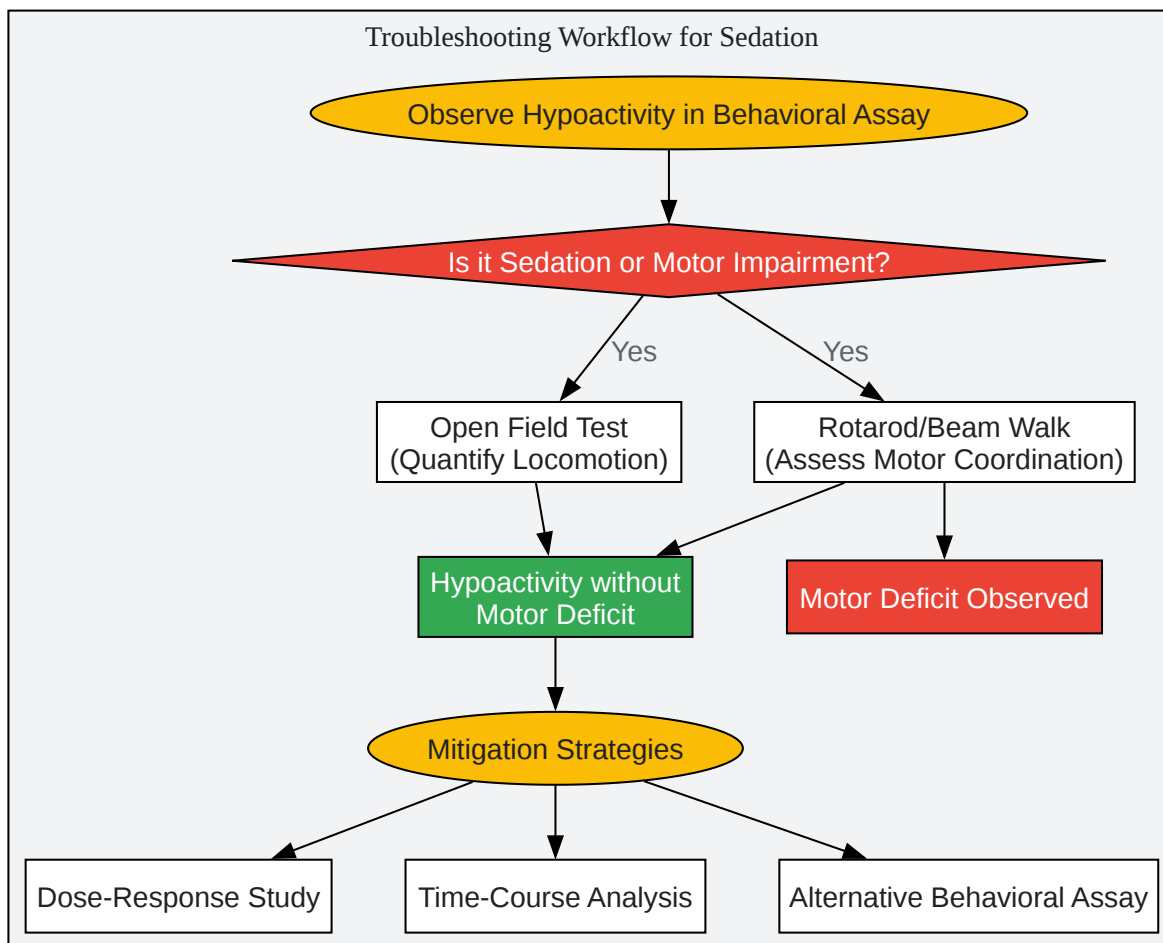 Troubleshooting Workflow for Sedation
Observe Hypoactivity in Behavioral Assay
Is it Sedation or Motor Impairment?
Yes
Yes
Open Field Test
(Quantify Locomotion)
Rotarod/Beam Walk
(Assess Motor Coordination)
Hypoactivity without
Motor Deficit
Motor Deficit Observed
Mitigation Strategies
Dose-Response Study
Time-Course Analysis
Alternative Behavioral Assay